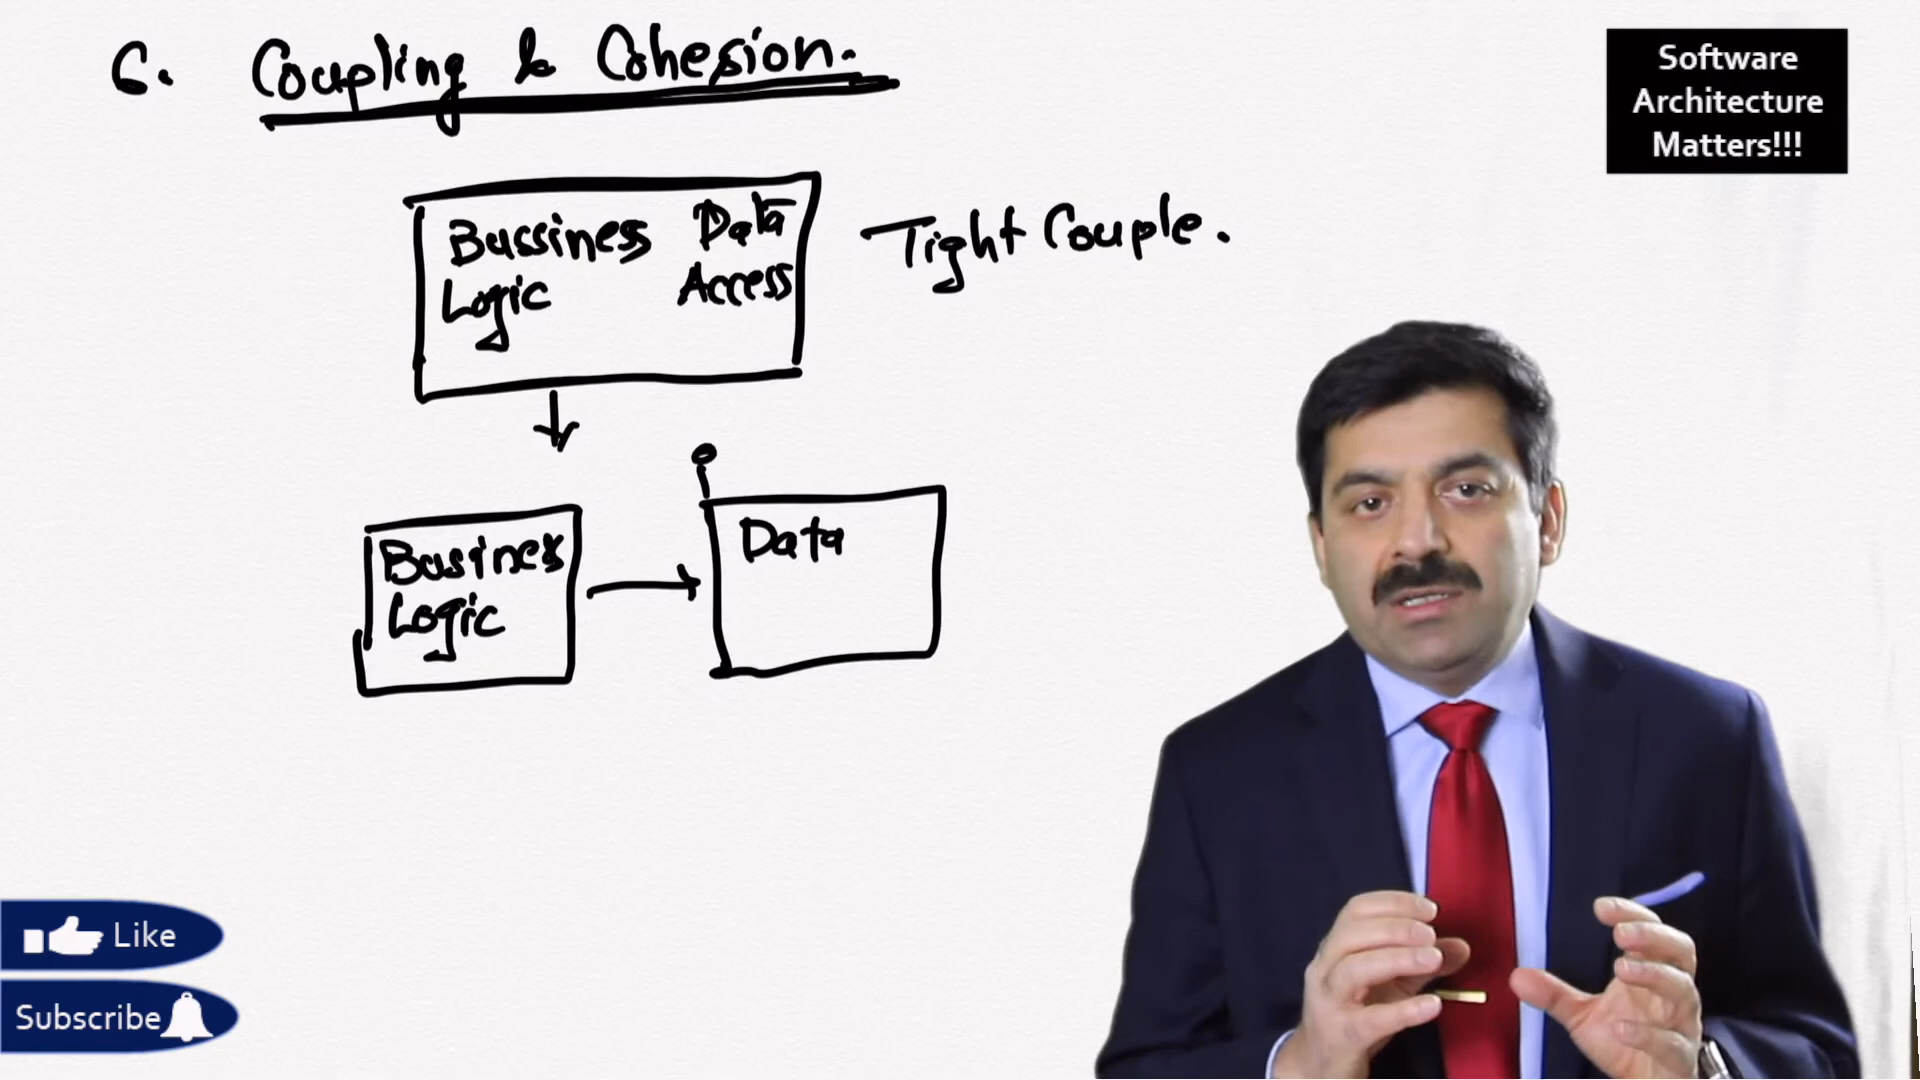 6. Coupling & Cohesion.
Software
Architecture
Matters!!!
Bussiness Data
Logic Access
Tight Couple.
Business
Logic
Data
Like
Subscribe